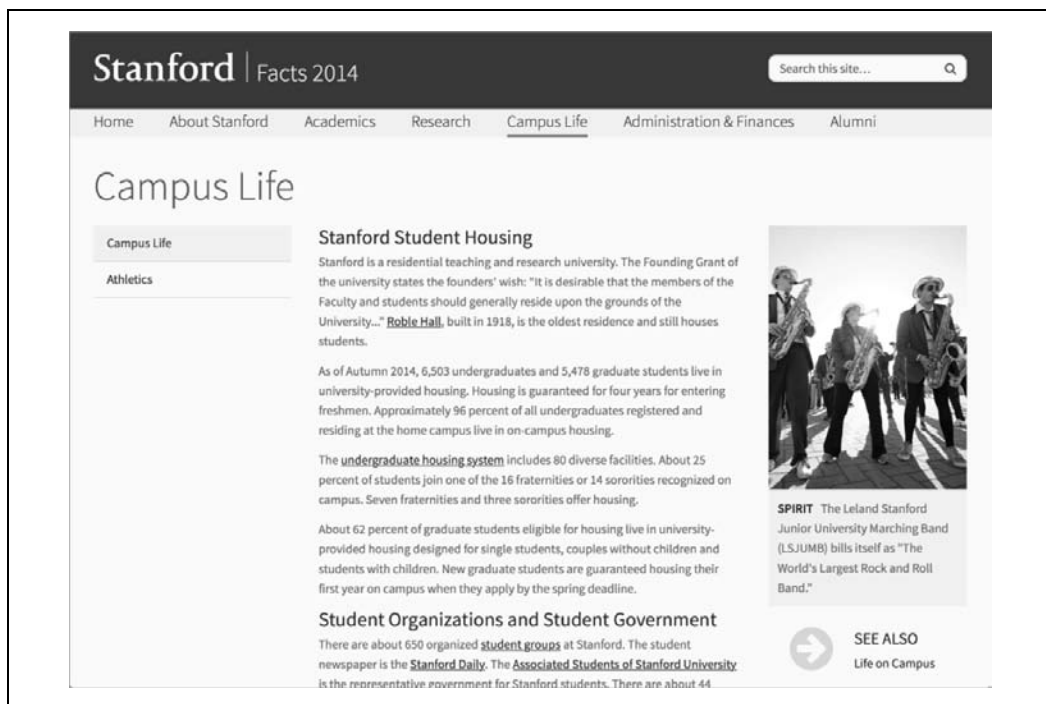 Stanford | Facts 2014
Search this site...
Home About Stanford Academics Research Campus Life Administration & Finances Alumni
Campus Life
Campus Life
Athletics
Stanford Student Housing
Stanford is a residential teaching and research university. The Founding Grant of
the university states the founders' wish: "It is desirable that the members of the
Faculty and students should generally reside upon the grounds of the
University..." Roble Hall, built in 1918, is the oldest residence and still houses
students.
As of Autumn 2014, 6,503 undergraduates and 5,478 graduate students live in
university-provided housing. Housing is guaranteed for four years for entering
freshmen. Approximately 96 percent of all undergraduates registered and
residing at the home campus live in on-campus housing.
The undergraduate housing system includes 80 diverse facilities. About 25
percent of students join one of the 16 fraternities or 14 sororities recognized on
campus. Seven fraternities and three sororities offer housing.
About 62 percent of graduate students eligible for housing live in university-
provided housing designed for single students, couples without children and
students with children. New graduate students are guaranteed housing their
first year on campus when they apply by the spring deadline.
Student Organizations and Student Government
There are about 650 organized student groups at Stanford. The student
newspaper is the Stanford Daily. The Associated Students of Stanford University
is the representative government for Stanford students. There are about 44
SPIRIT The Leland Stanford
Junior University Marching Band
(LSJUMB) bills itself as "The
World's Largest Rock and Roll
Band."
SEE ALSO
Life on Campus